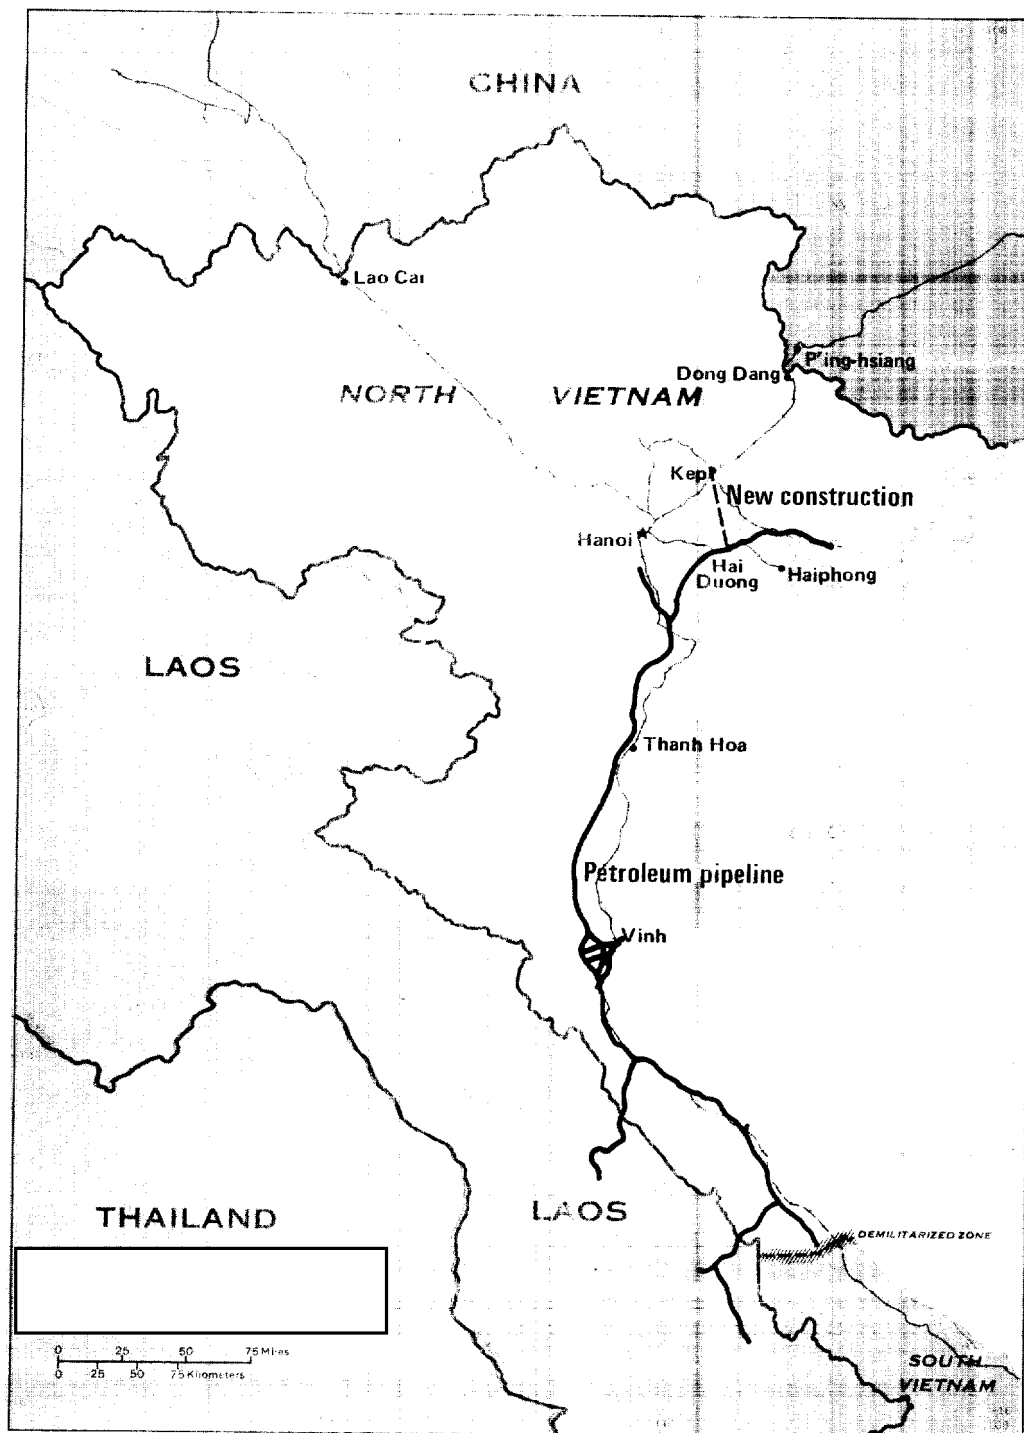 CHINA
Lao Cai
P'ing-hsiang
Dong Dang
NORTH VIETNAM
Kep
New construction
Hanoi
Hai
Duong
Haiphong
LAOS
Thanh Hoa
Petroleum pipeline
Vinh
THAILAND
LAOS
DEMILITARIZED ZONE
0 25 50 75 Miles
0 25 50 75 Kilometers
SOUTH
VIETNAM